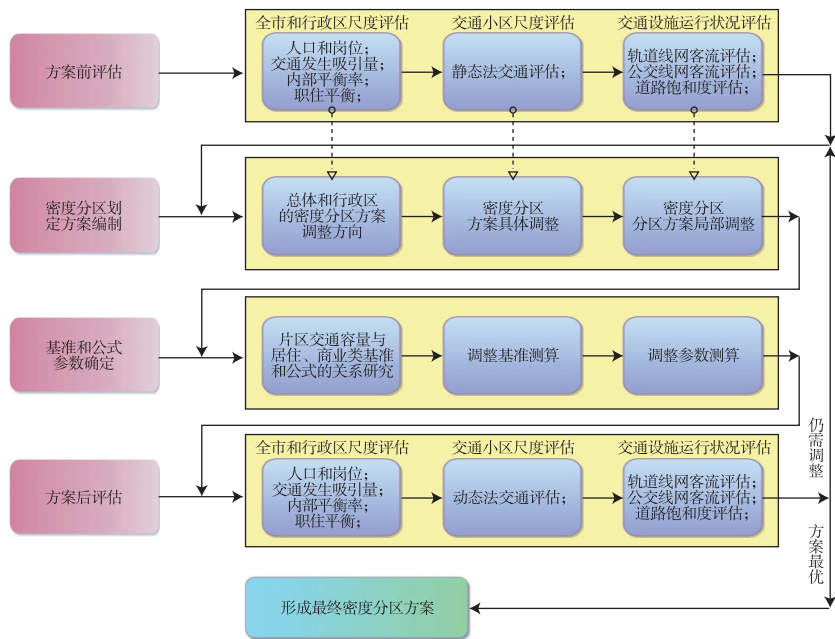 全市和行政区尺度评估
交通小区尺度评估
交通设施运行状况评估
方案前评估
人口和岗位；
交通发生吸引量；
内部平衡率；
职住平衡；
静态法交通评估；
轨道线网客流评估；
公交线网客流评估；
道路饱和度评估；
密度分区划
定方案编制
总体和行政区
的密度分区方案
调整方向
密度分区
方案具体调整
密度分区
分区方案局部调整
基准和公式
参数确定
片区交通容量与
居住、商业类基准
和公式的关系研究
调整基准测算
调整参数测算
全市和行政区尺度评估
交通小区尺度评估
交通设施运行状况评估
方案后评估
人口和岗位；
交通发生吸引量；
内部平衡率；
职住平衡；
动态法交通评估；
轨道线网客流评估；
公交线网客流评估；
道路饱和度评估；
仍需调整
方案最优
形成最终密度分区方案